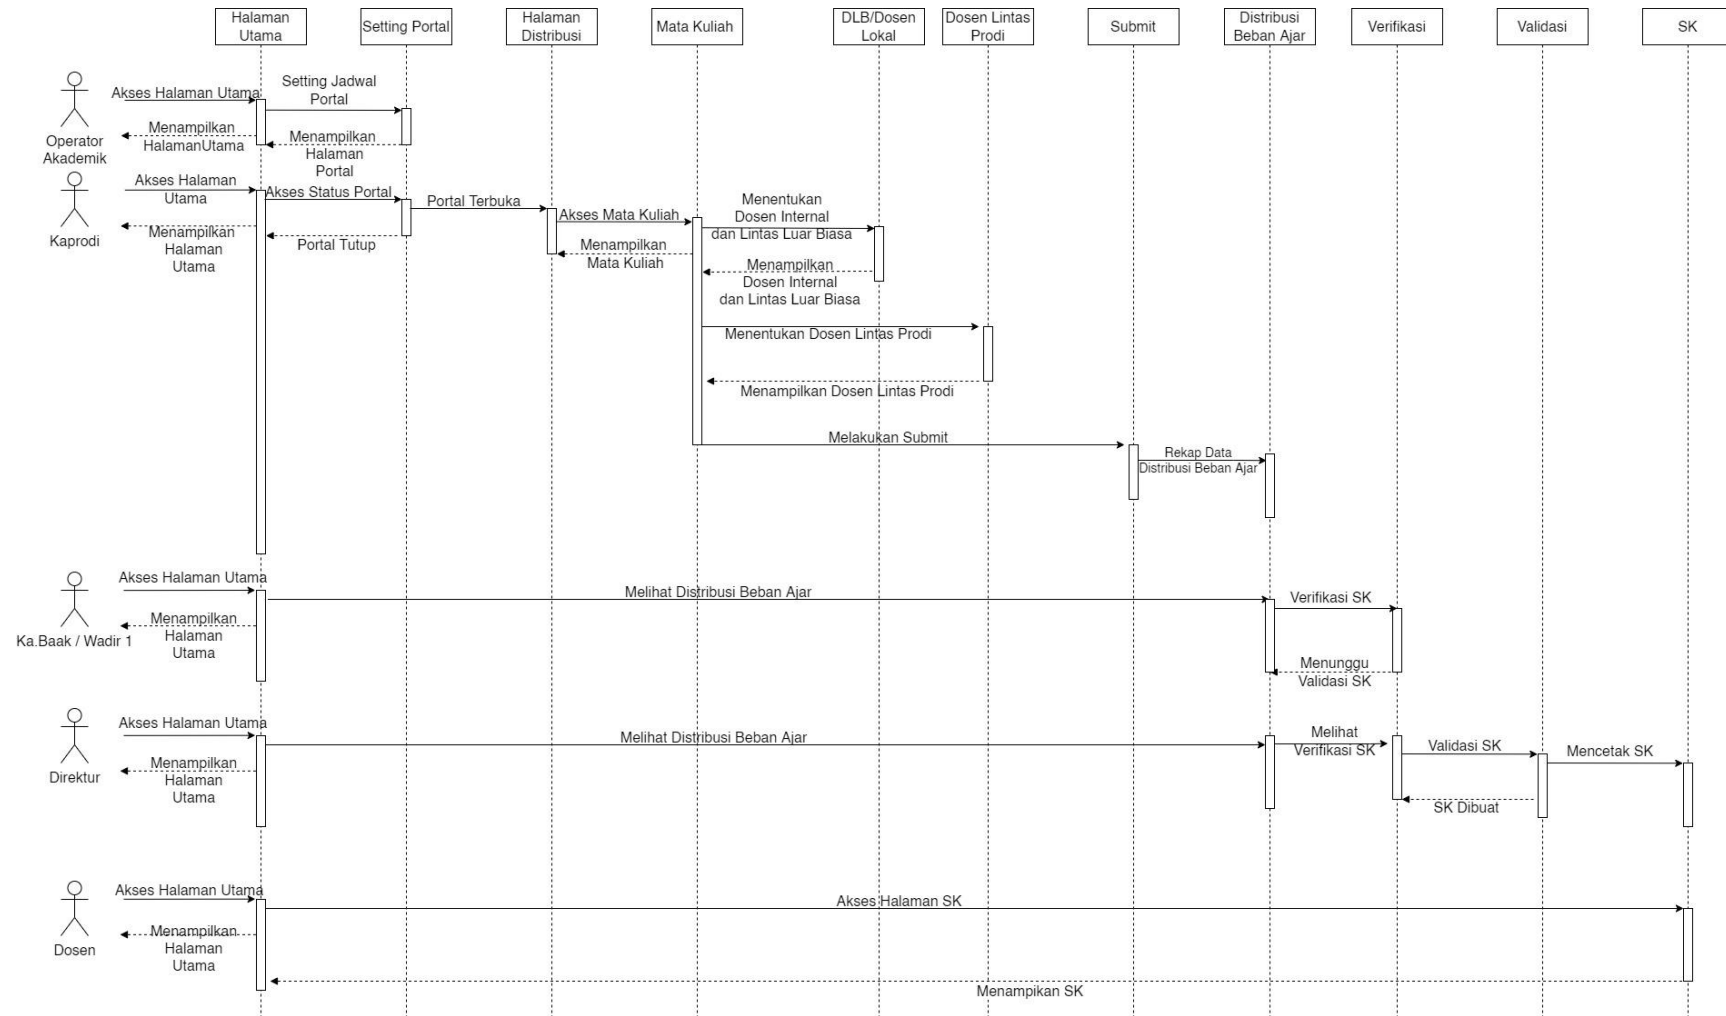 Halaman
Utama
Setting Portal
Halaman
Distribusi
Mata Kuliah
DLB/Dosen
Lokal
Dosen Lintas
Prodi
Submit
Distribusi
Beban Ajar
Verifikasi
Validasi
SK
Operator
Akademik
Akses Halaman Utama
Setting Jadwal
Portal
Menampilkan
HalamanUtama
Menampilkan
Halaman
Portal
Kaprodi
Akses Halaman
Utama
Akses Status Portal
Portal Terbuka
Akses Mata Kuliah
Menentukan
Dosen Internal
dan Lintas Luar Biasa
Menampilkan
Halaman
Utama
Portal Tutup
Menampilkan
Mata Kuliah
Menampilkan
Dosen Internal
dan Lintas Luar Biasa
Menentukan Dosen Lintas Prodi
Menampilkan Dosen Lintas Prodi
Melakukan Submit
Rekap Data
Distribusi Beban Ajar
Ka.Baak / Wadir 1
Akses Halaman Utama
Melihat Distribusi Beban Ajar
Verifikasi SK
Menampilkan
Halaman
Utama
Menunggu
Validasi SK
Direktur
Akses Halaman Utama
Melihat Distribusi Beban Ajar
Melihat
Verifikasi SK
Validasi SK
Mencetak SK
Menampilkan
Halaman
Utama
SK Dibuat
Dosen
Akses Halaman Utama
Akses Halaman SK
Menampilkan
Halaman
Utama
Menampikan SK